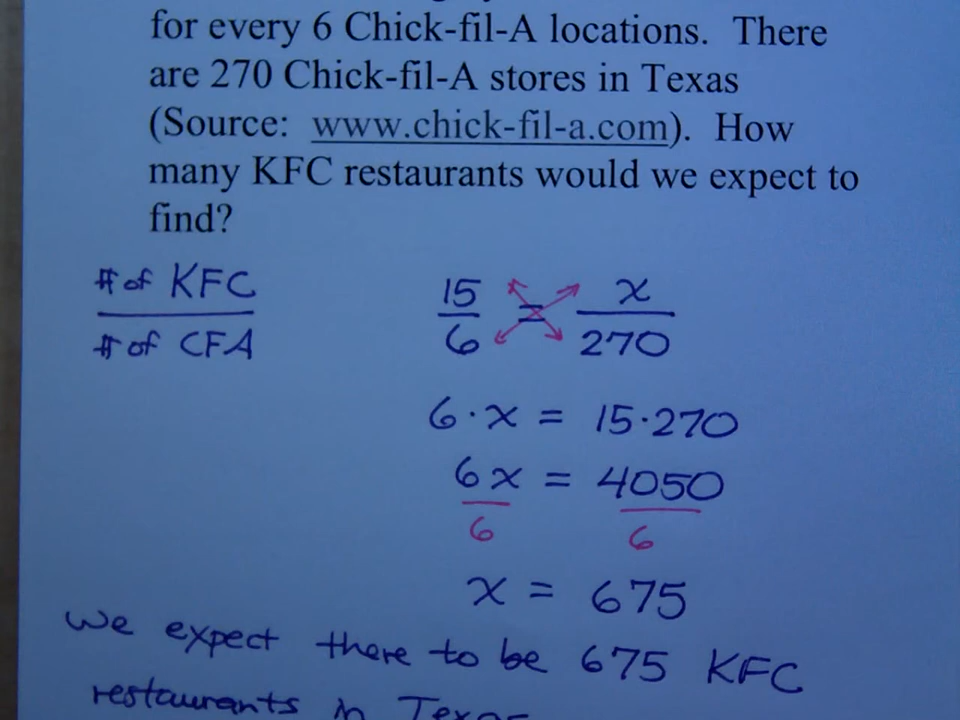 for every 6 Chick-fil-A locations. There
are 270 Chick-fil-A stores in Texas
(Source: www.chick-fil-a.com). How
many KFC restaurants would we expect to
find?
# of KFC
# of CFA
15 = x
6 270
6·x = 15·270
6x = 4050
6 6
x = 675
We expect there to be 675 KFC
restaurants in Texas